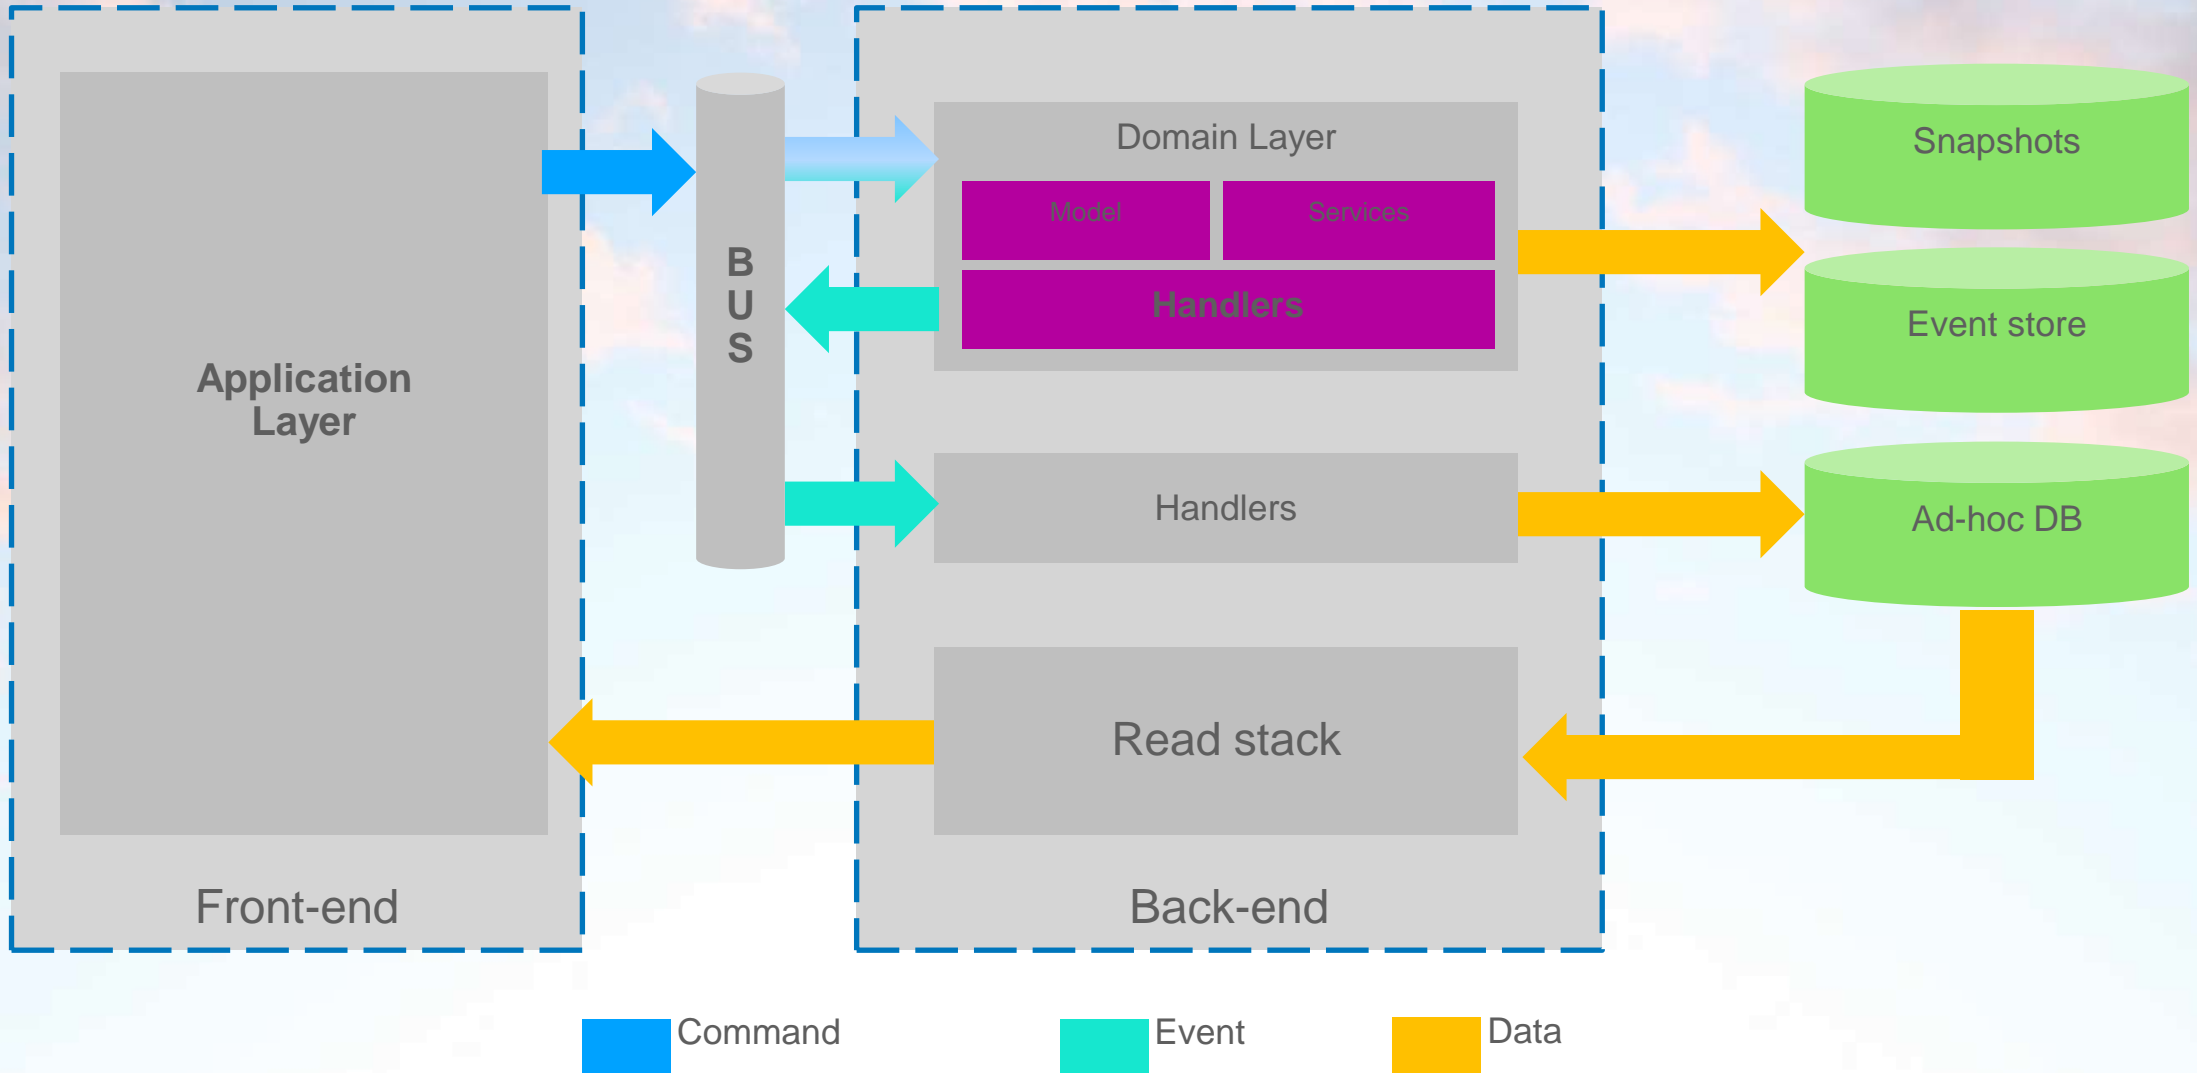 Application
Layer
Front-end
B
U
S
Domain Layer
Model
Services
Handlers
Handlers
Read stack
Back-end
Snapshots
Event store
Ad-hoc DB
Command
Event
Data